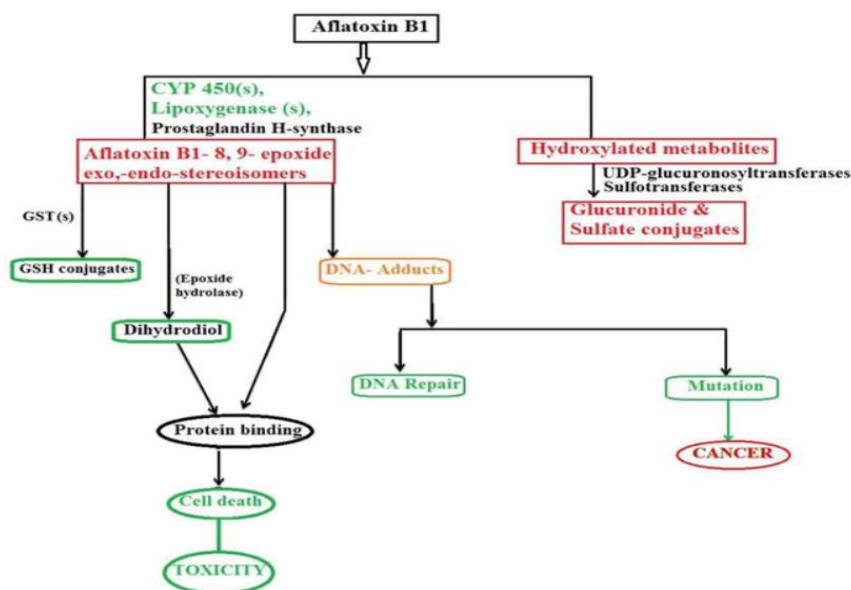 Aflatoxin B1
CYP 450(s),
Lipoxygenase (s),
Prostaglandin H-synthase
Aflatoxin B1- 8, 9- epoxide
exo,-endo-stereoisomers
Hydroxylated metabolites
UDP-glucuronosyltransferases
Sulfotransferases
Glucuronide &
Sulfate conjugates
GST(s)
GSH conjugates
(Epoxide
hydrolase)
DNA- Adducts
Dihydrodiol
DNA Repair
Mutation
Protein binding
CANCER
Cell death
TOXICITY